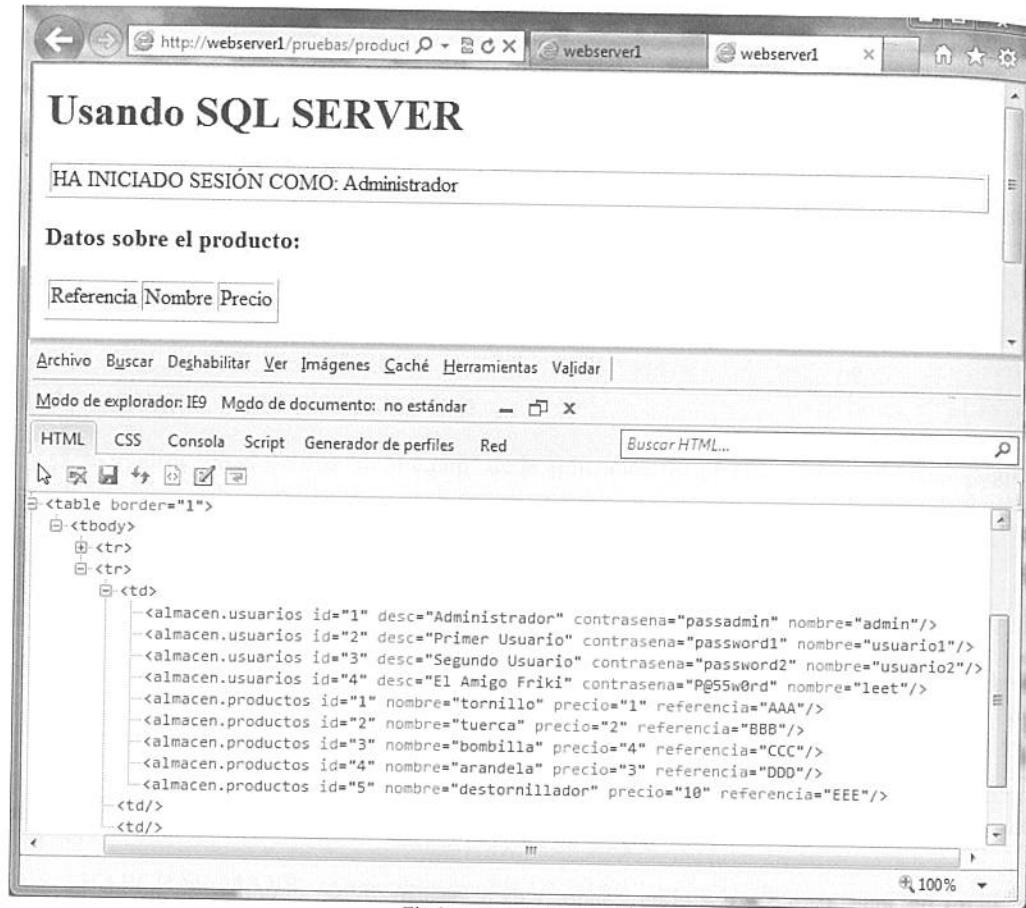 http://webserver1/pruebas/product
webserver1
webserver1
Usando SQL SERVER
HA INICIADO SESIÓN COMO: Administrador
Datos sobre el producto:
Referencia Nombre Precio
Archivo Buscar Deshabilitar Ver Imágenes Caché Herramientas Validar
Modo de explorador: IE9 Modo de documento: no estándar
HTML CSS Consola Script Generador de perfiles Red Buscar HTML...
<table border="1">
<tbody>
<tr>
<tr>
<td>
<almacen.usuarios id="1" desc="Administrador" contrasena="passadmin" nombre="admin"/>
<almacen.usuarios id="2" desc="Primer Usuario" contrasena="password1" nombre="usuario1"/>
<almacen.usuarios id="3" desc="Segundo Usuario" contrasena="password2" nombre="usuario2"/>
<almacen.usuarios id="4" desc="El Amigo Friki" contrasena="P@55w0rd" nombre="leet"/>
<almacen.productos id="1" nombre="tornillo" precio="1" referencia="AAA"/>
<almacen.productos id="2" nombre="tuerca" precio="2" referencia="BBB"/>
<almacen.productos id="3" nombre="bombilla" precio="4" referencia="CCC"/>
<almacen.productos id="4" nombre="arandela" precio="3" referencia="DDD"/>
<almacen.productos id="5" nombre="destornillador" precio="10" referencia="EEE"/>
<td/>
<td/>
100%